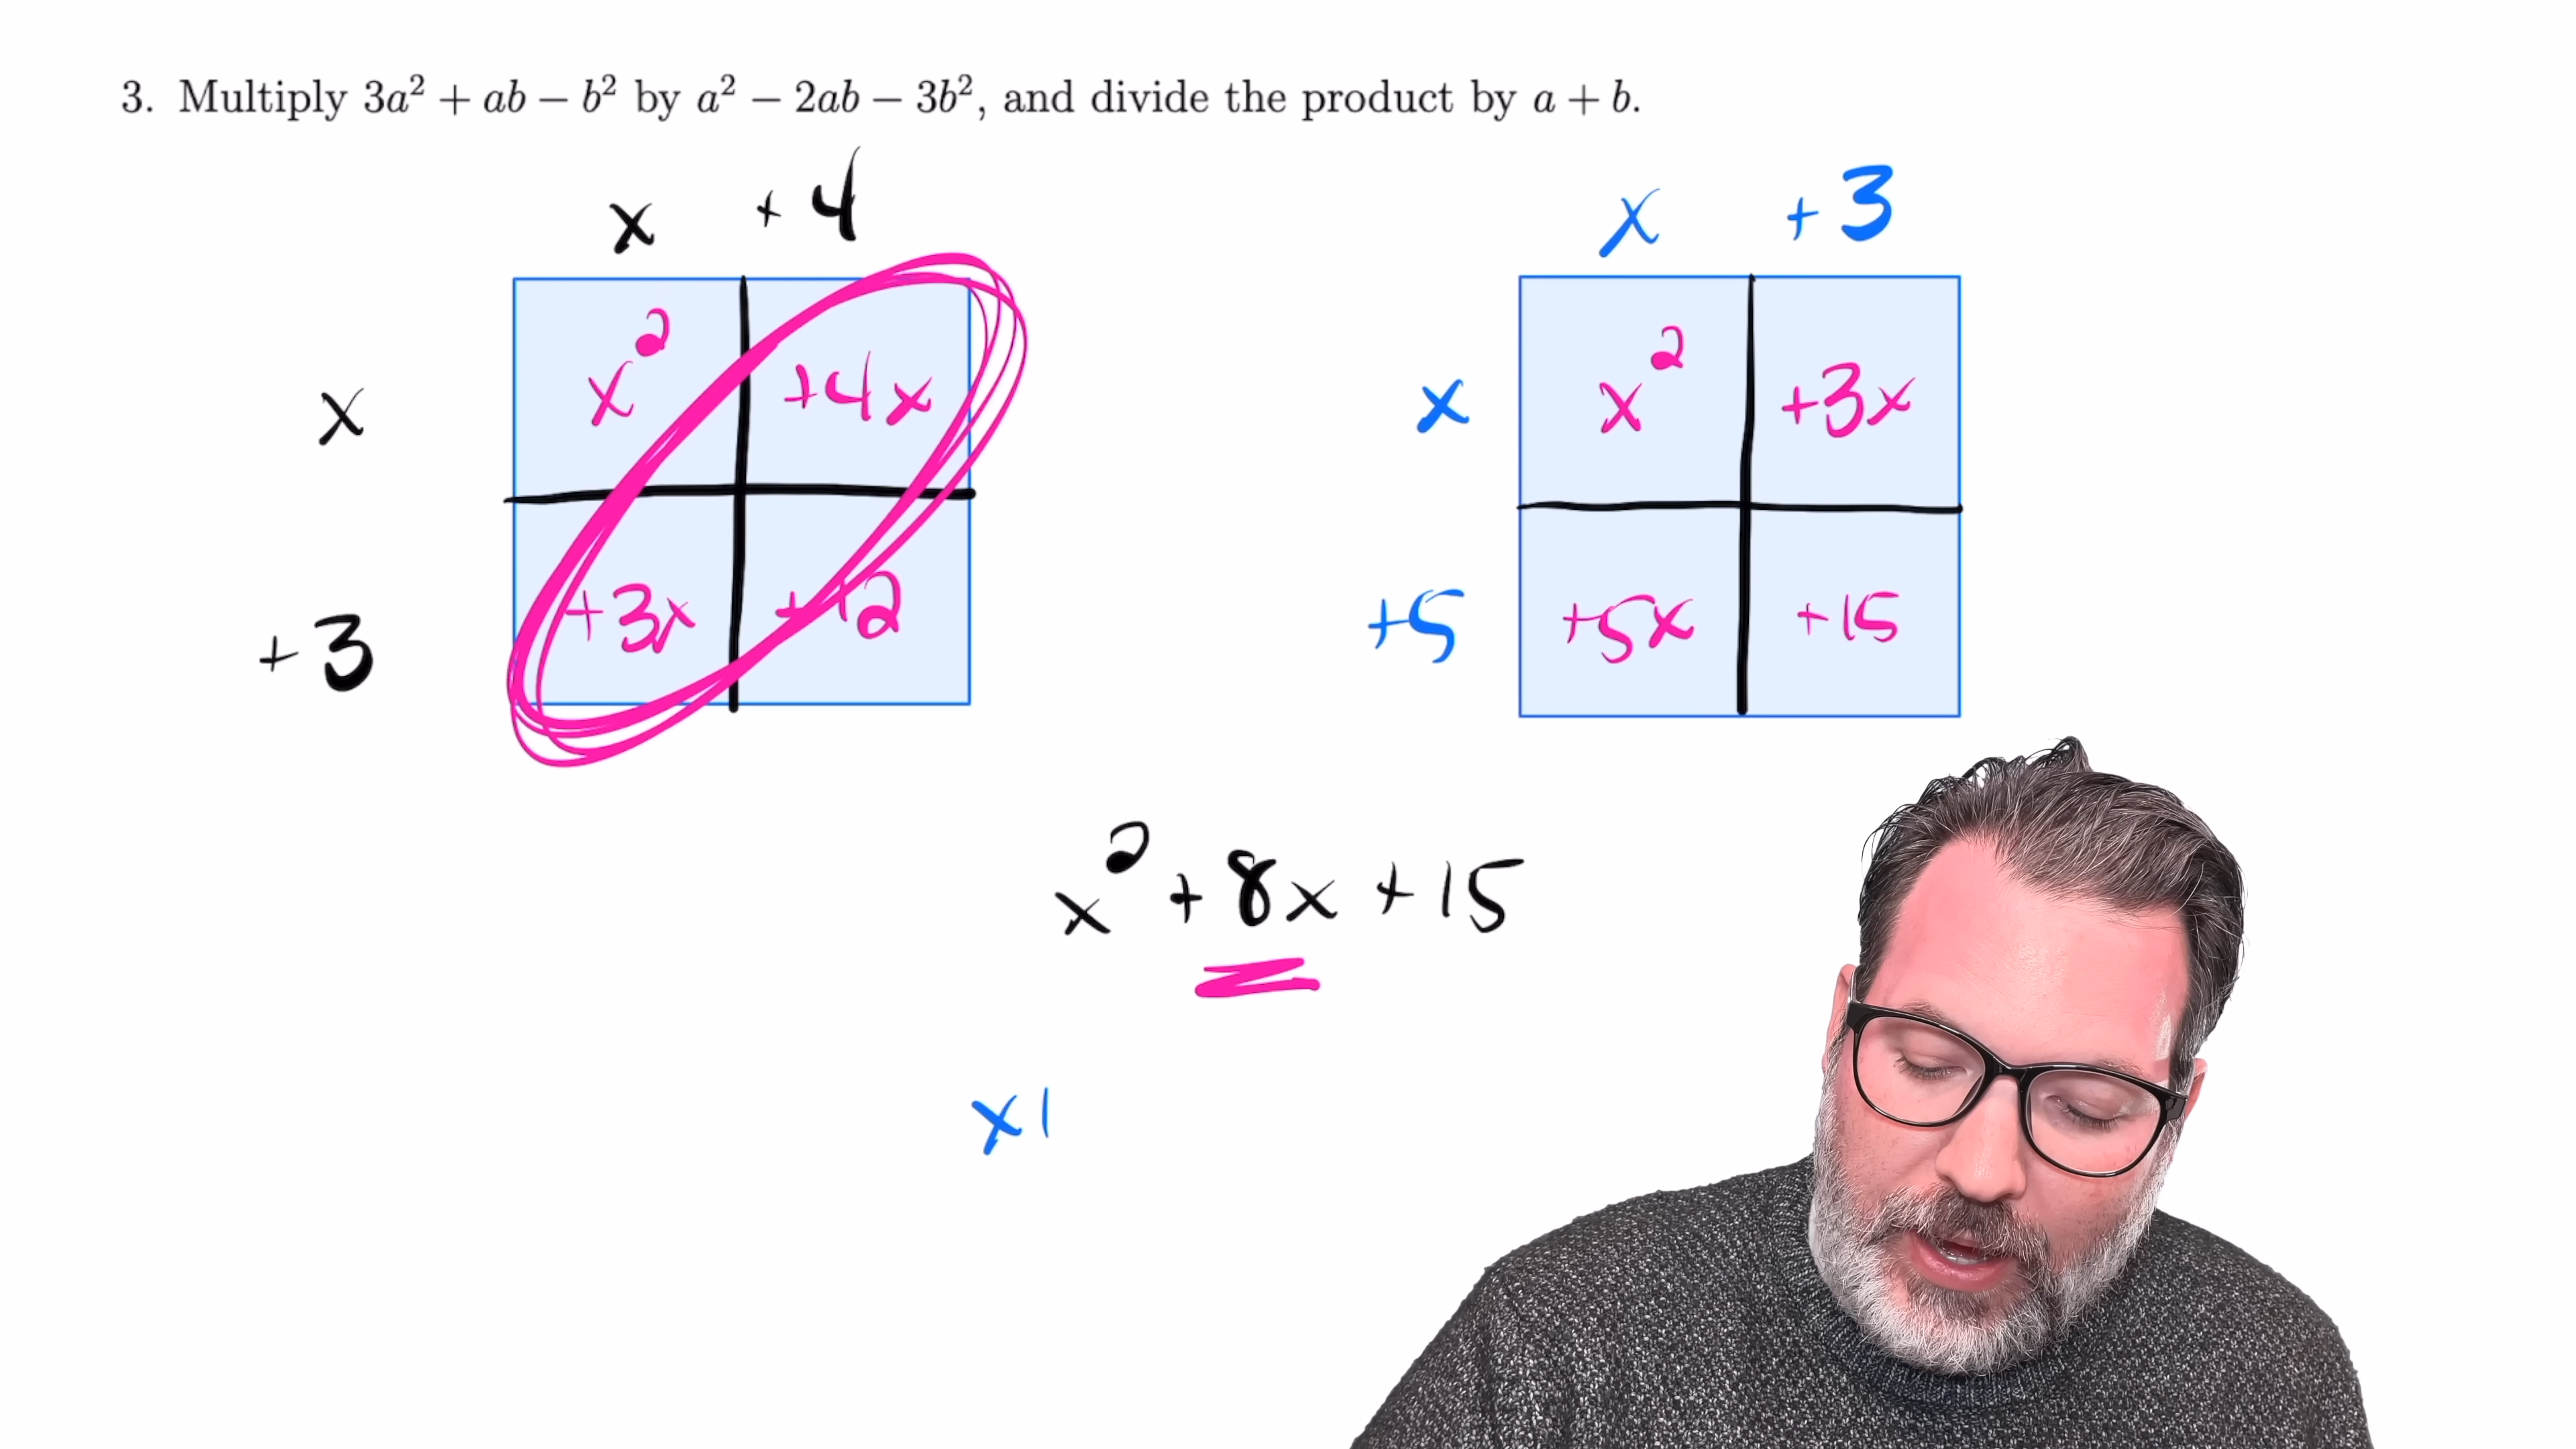 3. Multiply 3a² + ab − b² by a² − 2ab − 3b², and divide the product by a + b.
x + 4
x x² +4x
+3 +3x +12
x +3
x x² +3x
+5 +5x +15
x² + 8x + 15
x1